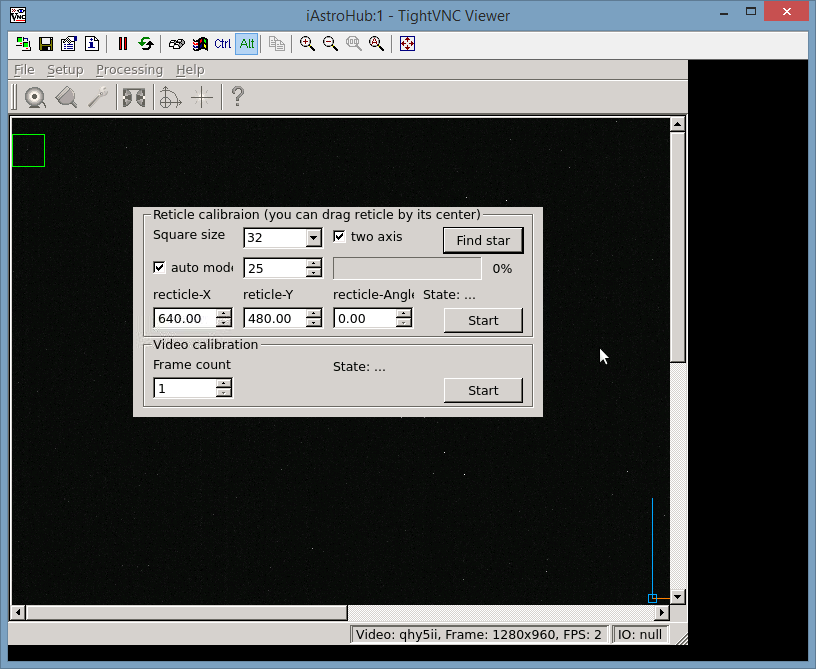 iAstroHub:1 - TightVNC Viewer
Ctrl Alt
File Setup Processing Help
Reticle calibraion (you can drag reticle by its center)
Square size 32 two axis Find star
auto mode 25 0%
recticle-X reticle-Y recticle-Angle State: ...
640.00 480.00 0.00 Start
Video calibration
Frame count State: ...
1 Start
Video: qhy5ii, Frame: 1280x960, FPS: 2 IO: null